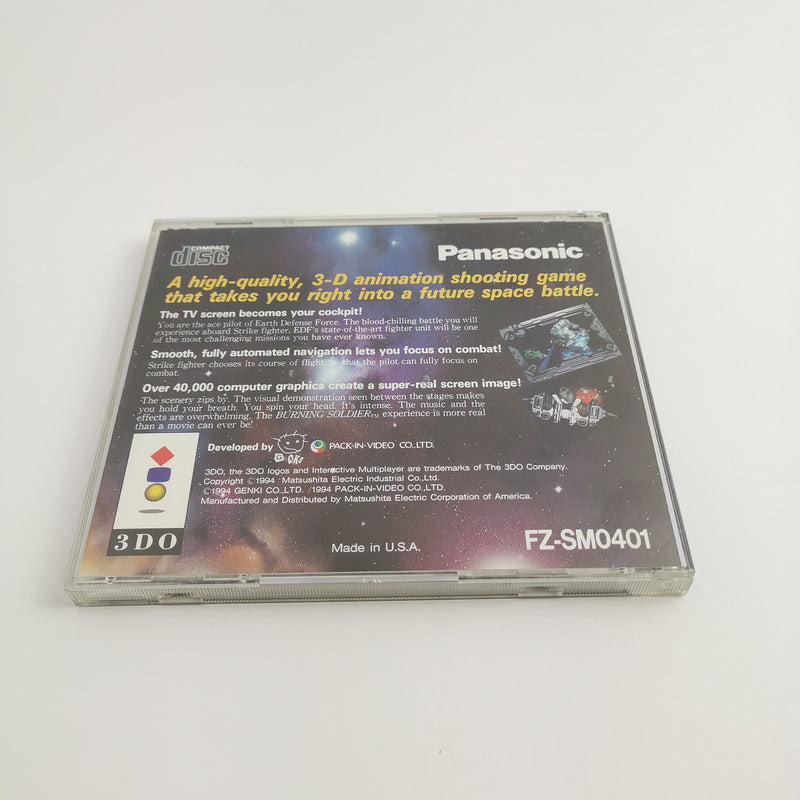 COMPACT
disc
Panasonic
A high-quality, 3-D animation shooting game
that takes you right into a future space battle.
The TV screen becomes your cockpit!
You are the ace pilot of Earth Defense Force. The blood-chilling battle you will
experience aboard Strike fighter. EDF's state-of-the-art fighter unit will be one
of the most challenging missions you have ever known.
Smooth, fully automated navigation lets you focus on combat!
Strike fighter chooses its course of flight, so that the pilot can fully focus on
combat.
Over 40,000 computer graphics create a super-real screen image!
The scenery zips by. The visual demonstration seen between the stages makes
you hold your breath. You spin your head. It's intense. The music and the
effects are overwhelming. The BURNING SOLDIER™ experience is more real
than a movie can ever be!
Developed by
PACK-IN-VIDEO CO.,LTD.
3DO, the 3DO logos and Interactive Multiplayer are trademarks of The 3DO Company.
Copyright ©1994 Matsushita Electric Industrial Co.,Ltd.
©1994 GENKI CO.,LTD. /1994 PACK-IN-VIDEO CO.,LTD.
Manufactured and Distributed by Matsushita Electric Corporation of America.
3DO
Made in U.S.A.
FZ-SM0401